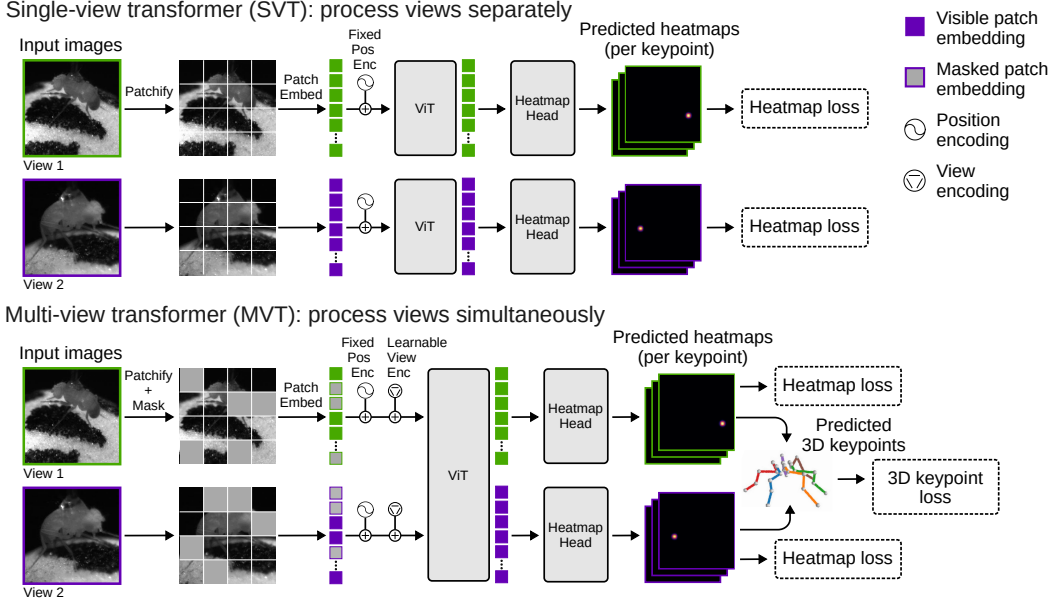 Single-view transformer (SVT): process views separately
Input images
Patchify
Patch
Embed
Fixed
Pos
Enc
ViT
Heatmap
Head
Predicted heatmaps
(per keypoint)
Heatmap loss
View 1
ViT
Heatmap
Head
Heatmap loss
View 2
Visible patch
embedding
Masked patch
embedding
Position
encoding
View
encoding
Multi-view transformer (MVT): process views simultaneously
Input images
Patchify
+
Mask
Patch
Embed
Fixed
Pos
Enc
Learnable
View
Enc
ViT
Heatmap
Head
Predicted heatmaps
(per keypoint)
Heatmap loss
View 1
Predicted
3D keypoints
3D keypoint
loss
Heatmap
Head
Heatmap loss
View 2